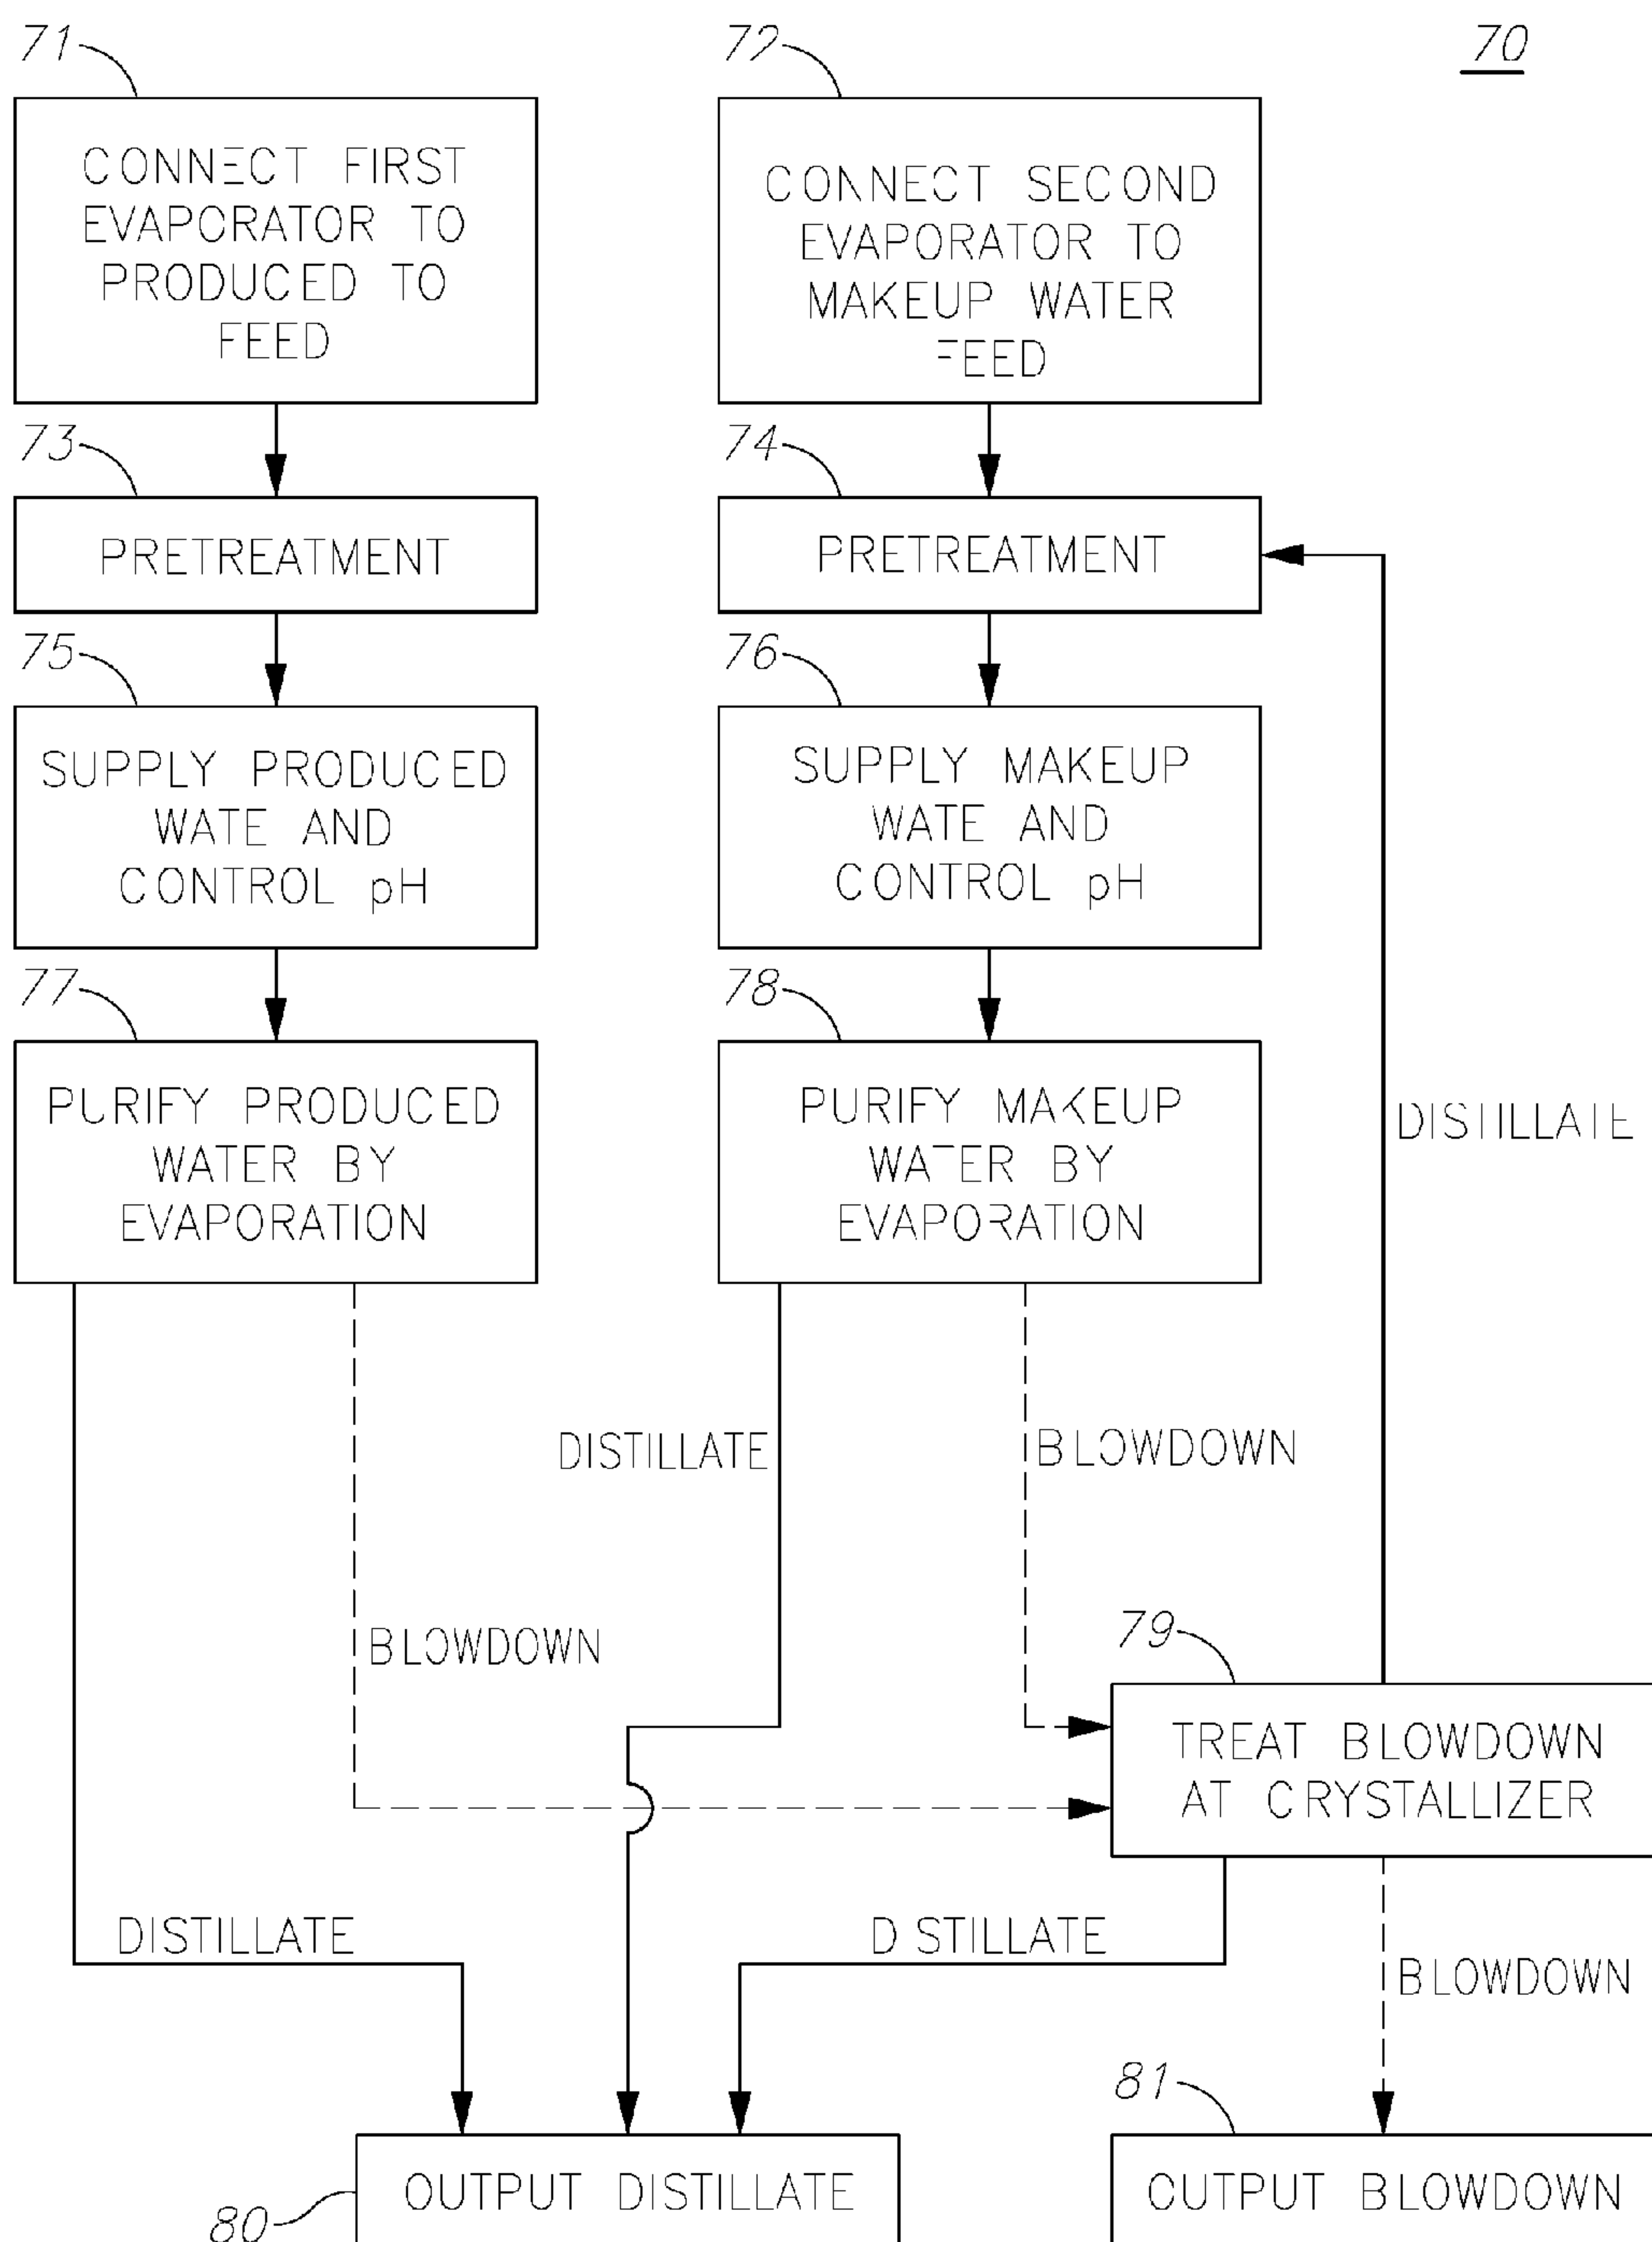 71
72
70
CONNECT FIRST
EVAPORATOR TO
PRODUCED TO
FEED
CONNECT SECOND
EVAPORATOR TO
MAKEUP WATER
FEED
73
74
PRETREATMENT
PRETREATMENT
75
76
SUPPLY PRODUCED
WATE AND
CONTROL pH
SUPPLY MAKEUP
WATE AND
CONTROL pH
77
78
PURIFY PRODUCED
WATER BY
EVAPORATION
PURIFY MAKEUP
WATER BY
EVAPORATION
DISTILLATE
DISTILLATE
BLOWDOWN
BLOWDOWN
79
TREAT BLOWDOWN
AT CRYSTALLIZER
DISTILLATE
DISTILLATE
BLOWDOWN
81
80
OUTPUT DISTILLATE
OUTPUT BLOWDOWN